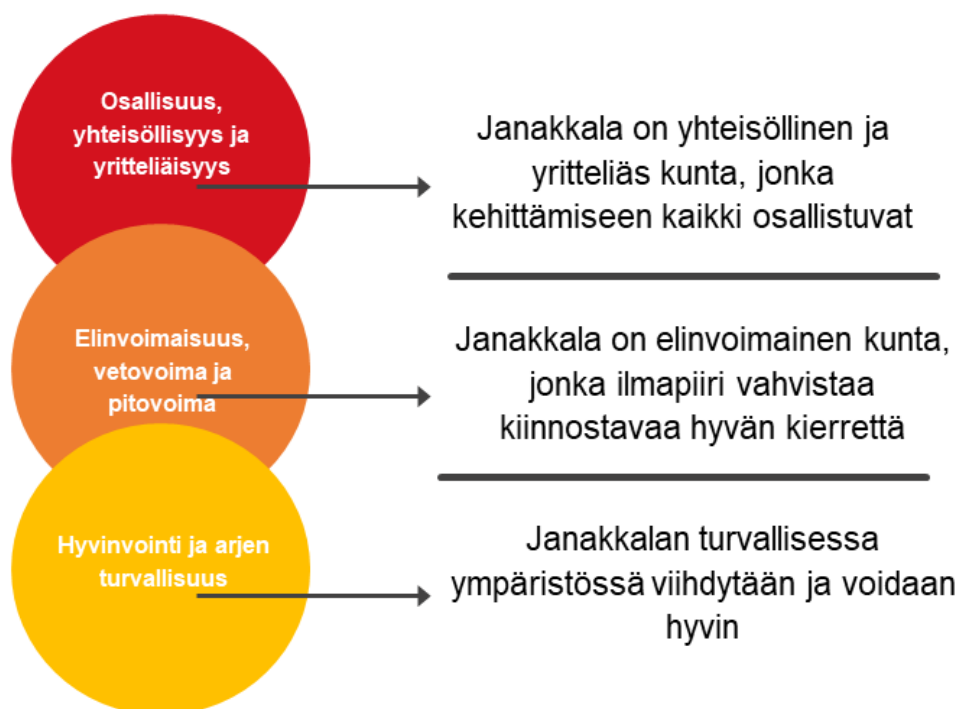 Osallisuus,
yhteisöllisyys ja
yritteliäisyys
Janakkala on yhteisöllinen ja
yritteliäs kunta, jonka
kehittämiseen kaikki osallistuvat
Elinvoimaisuus,
vetovoima ja
pitovoima
Janakkala on elinvoimainen kunta,
jonka ilmapiiri vahvistaa
kiinnostavaa hyvän kierrettä
Hyvinvointi ja arjen
turvallisuus
Janakkalan turvallisessa
ympäristössä viihdytään ja voidaan
hyvin